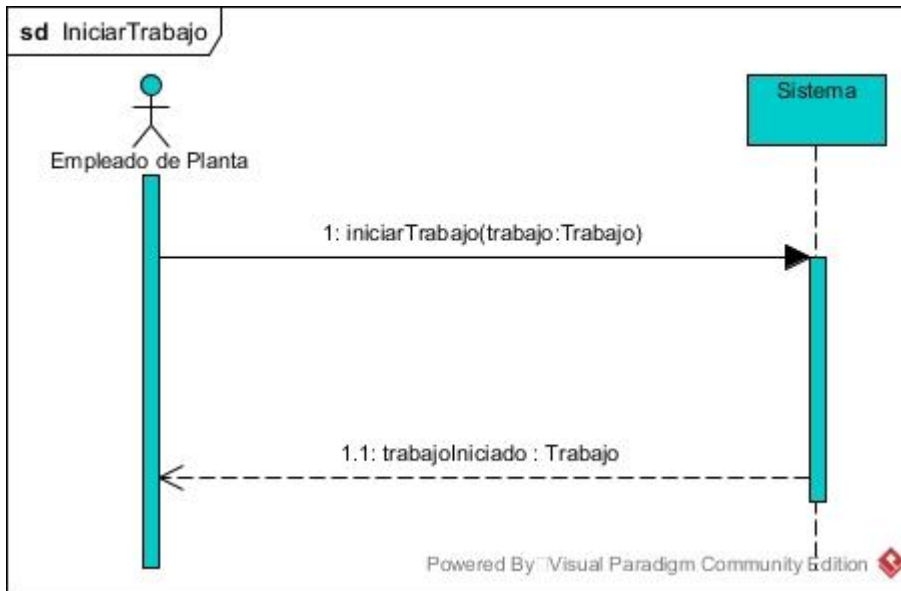 sd IniciarTrabajo
Sistema
Empleado de Planta
1: iniciarTrabajo(trabajo:Trabajo)
1.1: trabajoIniciado : Trabajo
Powered By Visual Paradigm Community Edition